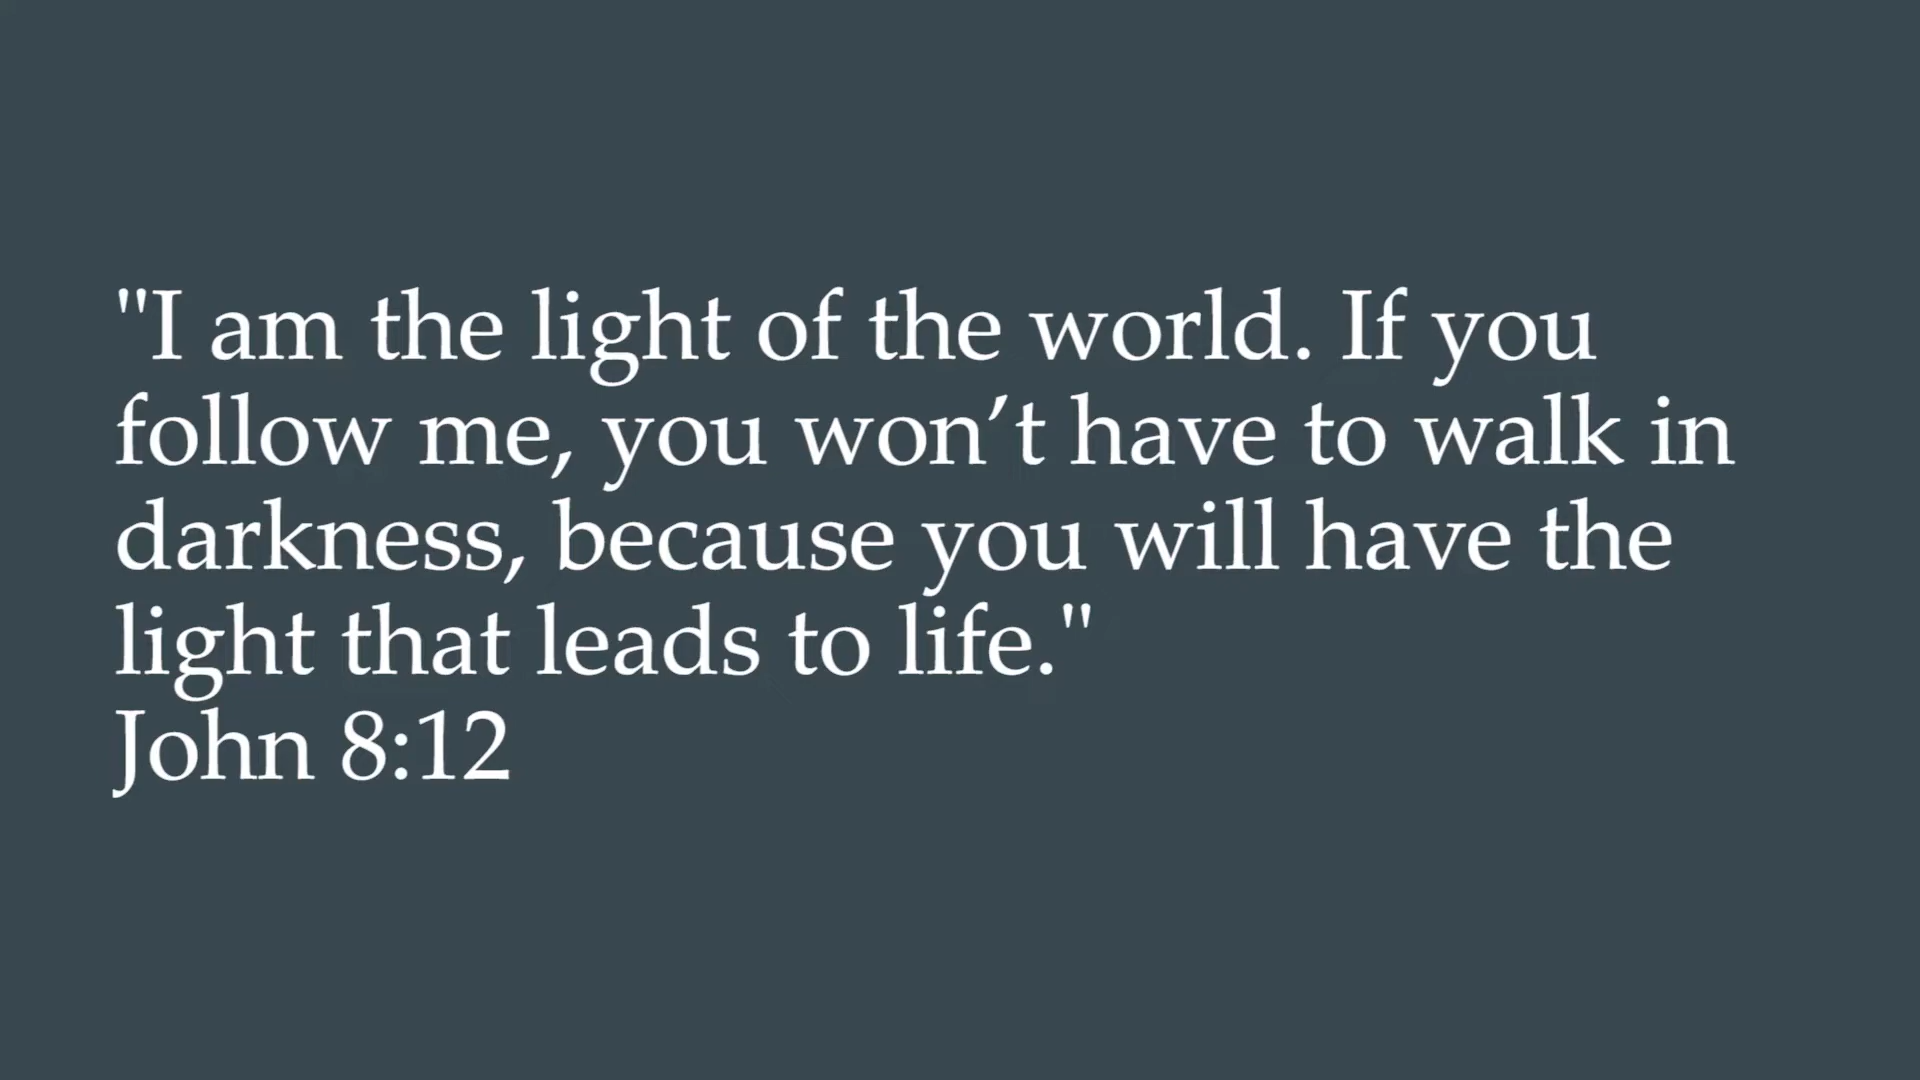 "I am the light of the world. If you
follow me, you won’t have to walk in
darkness, because you will have the
light that leads to life."
John 8:12